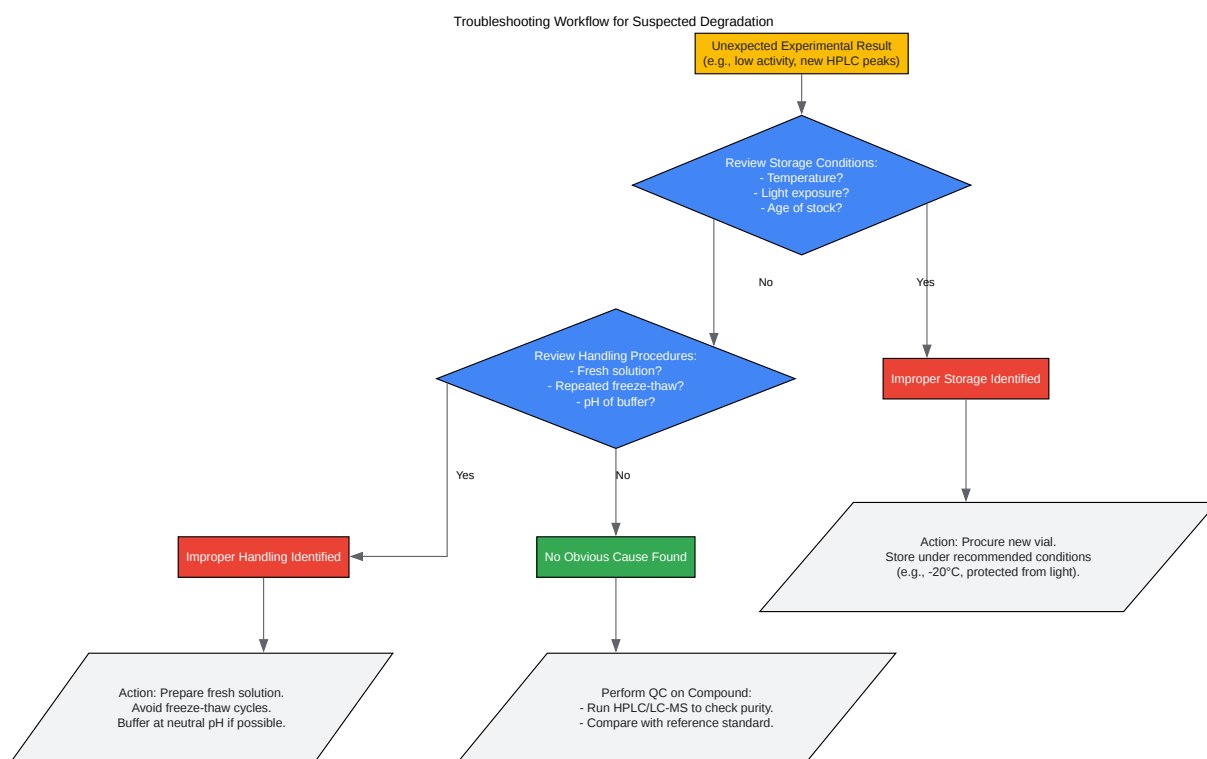 Troubleshooting Workflow for Suspected Degradation
Unexpected Experimental Result
(e.g., low activity, new HPLC peaks)
Review Storage Conditions:
- Temperature?
- Light exposure?
- Age of stock?
No
Yes
Review Handling Procedures:
- Fresh solution?
- Repeated freeze-thaw?
- pH of buffer?
Improper Storage Identified
Yes
No
Improper Handling Identified
No Obvious Cause Found
Action: Procure new vial.
Store under recommended conditions
(e.g., -20°C, protected from light).
Action: Prepare fresh solution.
Avoid freeze-thaw cycles.
Buffer at neutral pH if possible.
Perform QC on Compound:
- Run HPLC/LC-MS to check purity.
- Compare with reference standard.